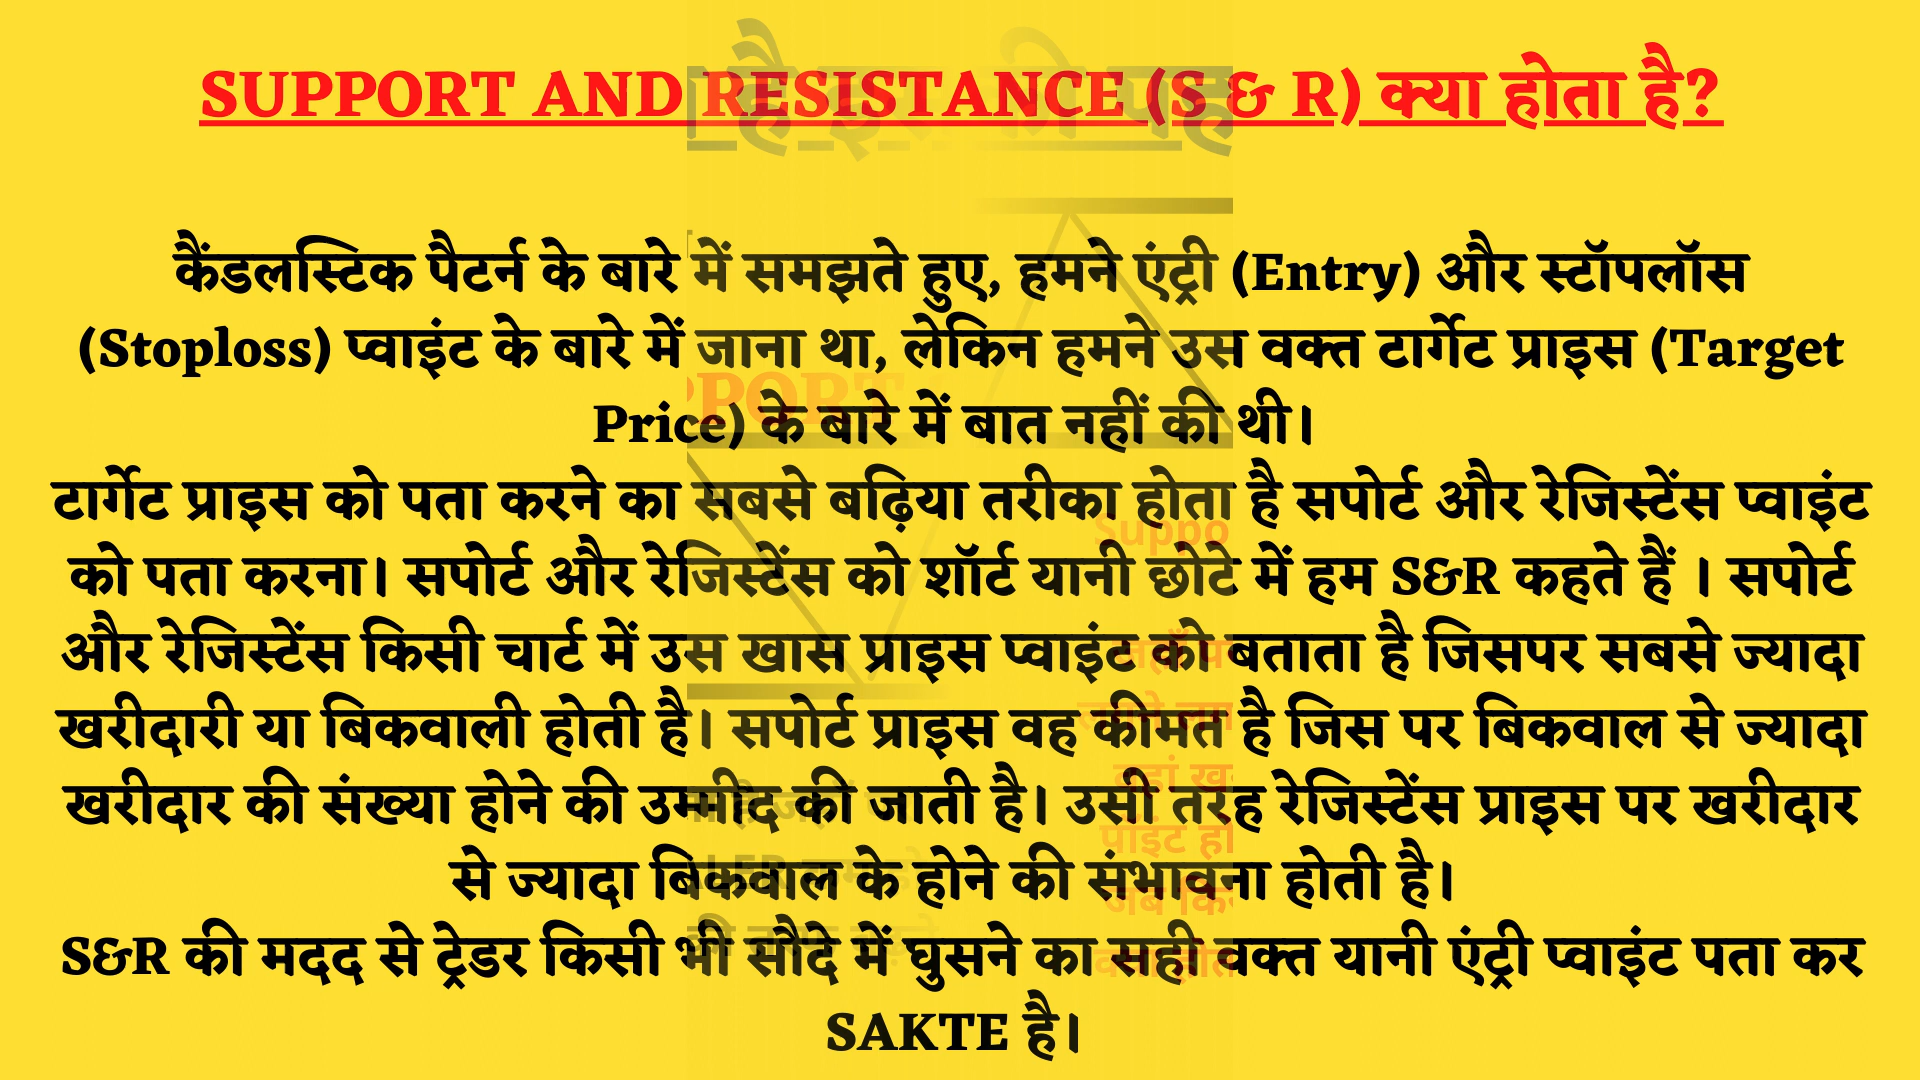 SUPPORT AND RESISTANCE (S & R) क्या होता है?
कैंडलस्टिक पैटर्न के बारे में समझते हुए, हमने एंट्री (Entry) और स्टॉपलॉस
(Stoploss) प्वाइंट के बारे में जाना था, लेकिन हमने उस वक्त टार्गेट प्राइस (Target
Price) के बारे में बात नहीं की थी।
टार्गेट प्राइस को पता करने का सबसे बढ़िया तरीका होता है सपोर्ट और रेजिस्टेंस प्वाइंट
को पता करना। सपोर्ट और रेजिस्टेंस को शॉर्ट यानी छोटे में हम S&R कहते हैं । सपोर्ट
और रेजिस्टेंस किसी चार्ट में उस खास प्राइस प्वाइंट को बताता है जिसपर सबसे ज्यादा
खरीदारी या बिकवाली होती है। सपोर्ट प्राइस वह कीमत है जिस पर बिकवाल से ज्यादा
खरीदार की संख्या होने की उम्मीद की जाती है। उसी तरह रेजिस्टेंस प्राइस पर खरीदार
से ज्यादा बिकवाल के होने की संभावना होती है।
S&R की मदद से ट्रेडर किसी भी सौदे में घुसने का सही वक्त यानी एंट्री प्वाइंट पता कर
SAKTE है।